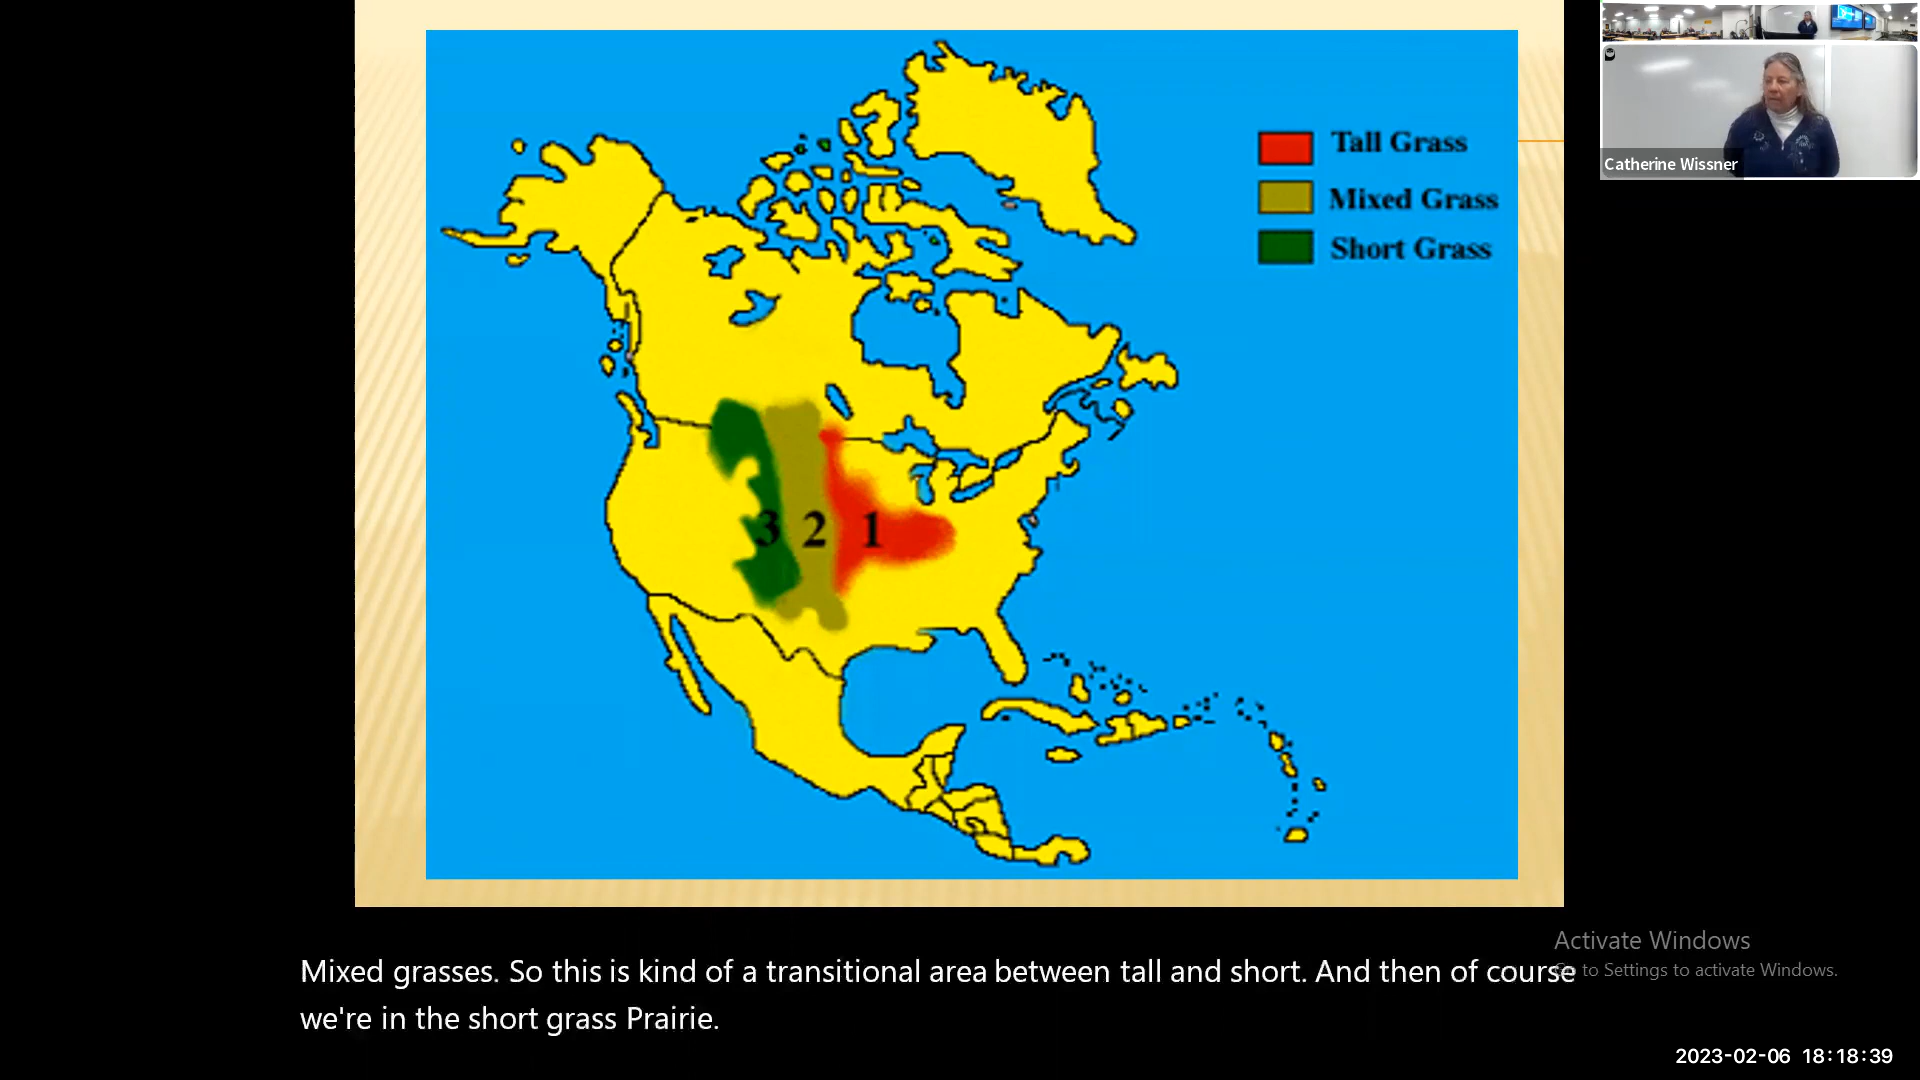 Tall Grass
Mixed Grass
Short Grass
3 2 1
Catherine Wissner
Mixed grasses. So this is kind of a transitional area between tall and short. And then of course
we're in the short grass Prairie.
Activate Windows
Go to Settings to activate Windows.
2023-02-06 18:18:39